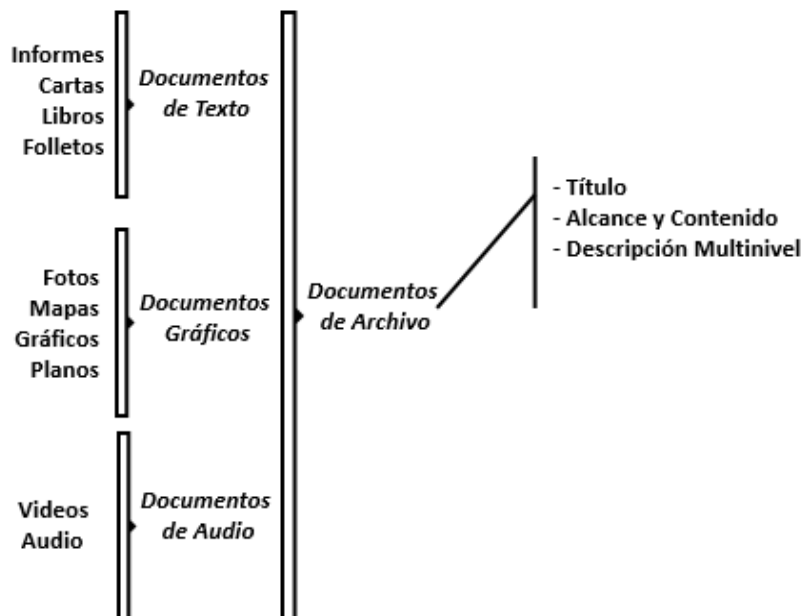 Informes
Cartas
Libros
Folletos
Documentos
de Texto
Fotos
Mapas
Gráficos
Planos
Documentos
Gráficos
Videos
Audio
Documentos
de Audio
Documentos
de Archivo
- Título
- Alcance y Contenido
- Descripción Multinivel